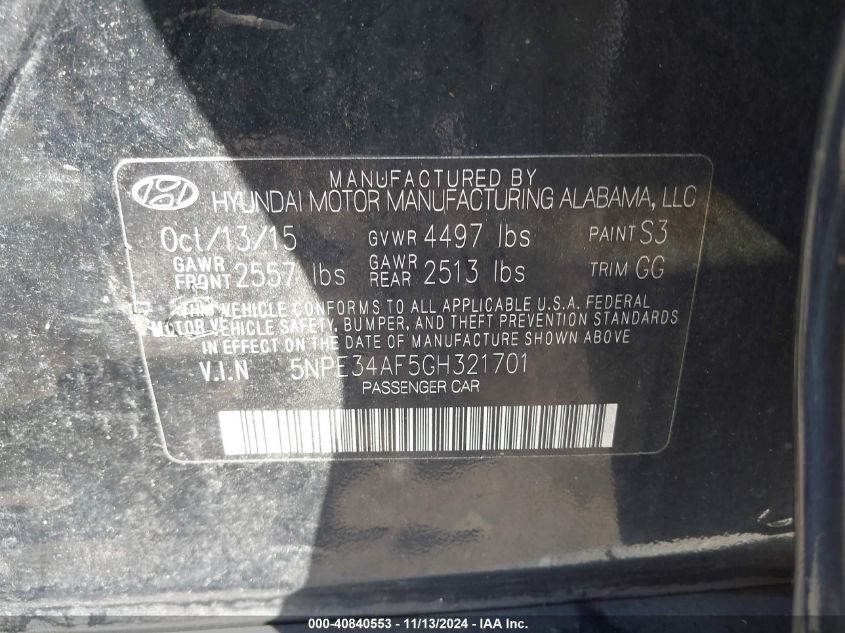 MANUFACTURED BY
HYUNDAI MOTOR MANUFACTURING ALABAMA, LLC
Oct/13/15 GVWR 4497 lbs PAINT S3
GAWR FRONT 2557 lbs GAWR REAR 2513 lbs TRIM GG
THIS VEHICLE CONFORMS TO ALL APPLICABLE U.S.A. FEDERAL
MOTOR VEHICLE SAFETY, BUMPER, AND THEFT PREVENTION STANDARDS
IN EFFECT ON THE DATE OF MANUFACTURE SHOWN ABOVE.
V.I.N 5NPE34AF5GH321701
PASSENGER CAR
000-40840553 — 11/13/2024 - IAA Inc.